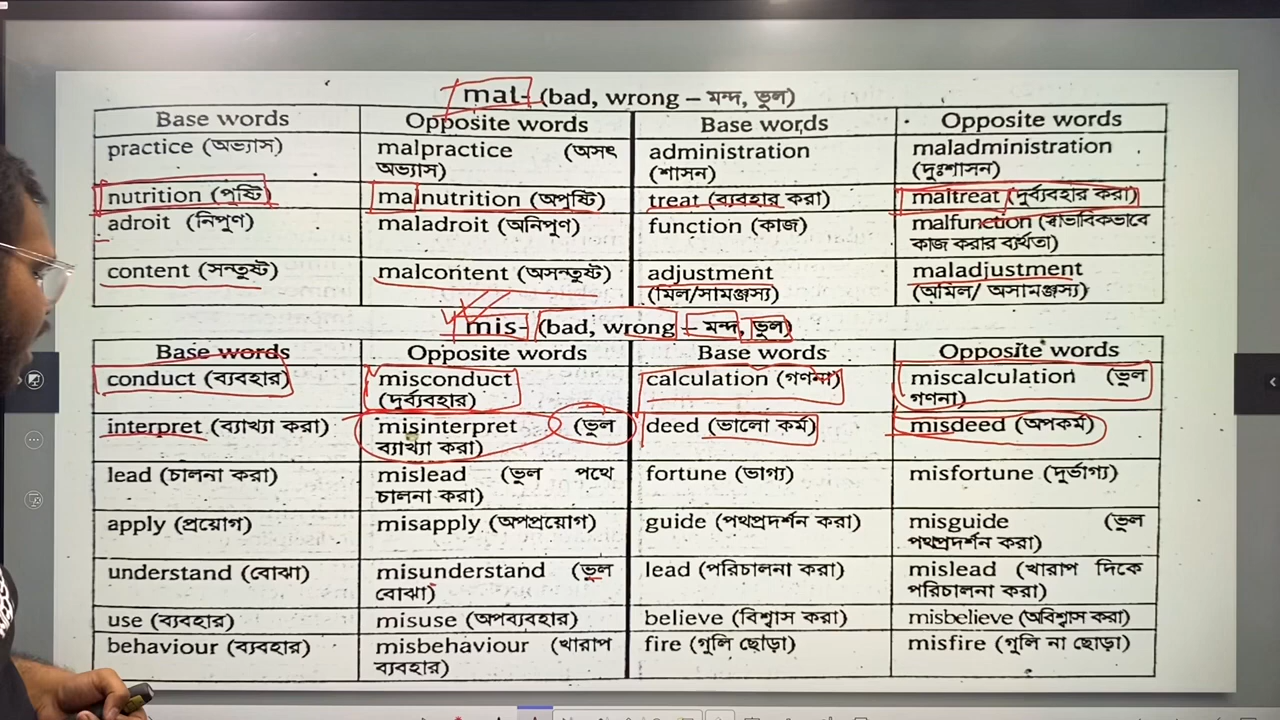 mal- (bad, wrong – মন্দ, ভুল)
Base words Opposite words Base words Opposite words
practice (অভ্যাস) malpractice (অসৎ অভ্যাস) administration (শাসন) maladministration (দুঃশাসন)
nutrition (পুষ্টি) malnutrition (অপুষ্টি) treat (ব্যবহার করা) maltreat (দুর্ব্যবহার করা)
adroit (নিপুণ) maladroit (অনিপুণ) function (কাজ) malfunction (স্বাভাবিকভাবে কাজ করার ব্যর্থতা)
content (সন্তুষ্ট) malcontent (অসন্তুষ্ট) adjustment (মিল/সামঞ্জস্য) maladjustment (অমিল/ অসামঞ্জস্য)
mis- (bad, wrong – মন্দ, ভুল)
Base words Opposite words Base words Opposite words
conduct (ব্যবহার) misconduct (দুর্ব্যবহার) calculation (গণনা) miscalculation (ভুল গণনা)
interpret (ব্যাখ্যা করা) misinterpret (ভুল ব্যাখ্যা করা) deed (ভালো কর্ম) misdeed (অপকর্ম)
lead (চালনা করা) mislead (ভুল পথে চালনা করা) fortune (ভাগ্য) misfortune (দুর্ভাগ্য)
apply (প্রয়োগ) misapply (অপপ্রয়োগ) guide (পথপ্রদর্শন করা) misguide (ভুল পথপ্রদর্শন করা)
understand (বোঝা) misunderstand (ভুল বোঝা) lead (পরিচালনা করা) mislead (খারাপ দিকে পরিচালনা করা)
use (ব্যবহার) misuse (অপব্যবহার) believe (বিশ্বাস করা) misbelieve (অবিশ্বাস করা)
behaviour (ব্যবহার) misbehaviour (খারাপ ব্যবহার) fire (গুলি ছোড়া) misfire (গুলি না ছোড়া)